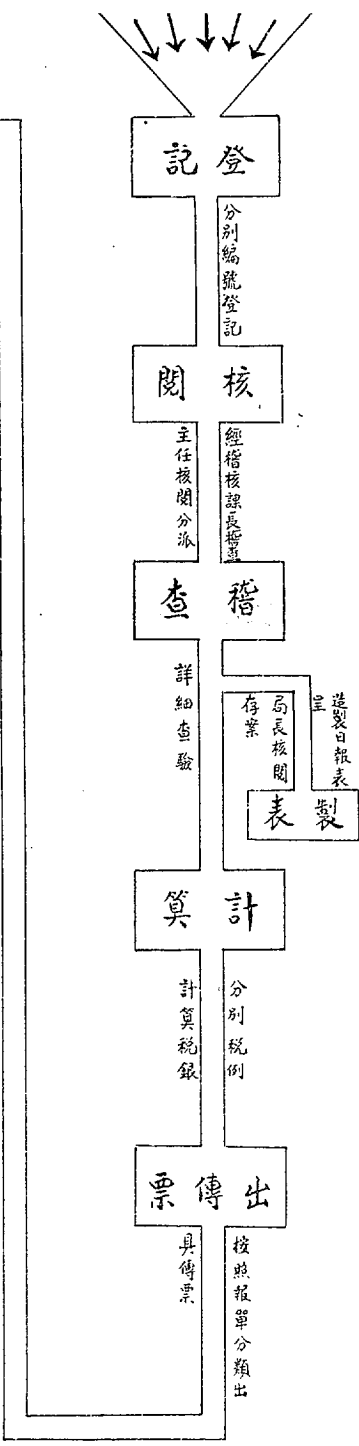 登記
分別編號登記
核閱
經稽核課長稽查
主任核閱分派
稽查
詳細查驗
造製日報表
呈
局長核閱
存案
製表
計算
分別稅例
計算稅銀
出傳票
按照報單分類出
具傳票